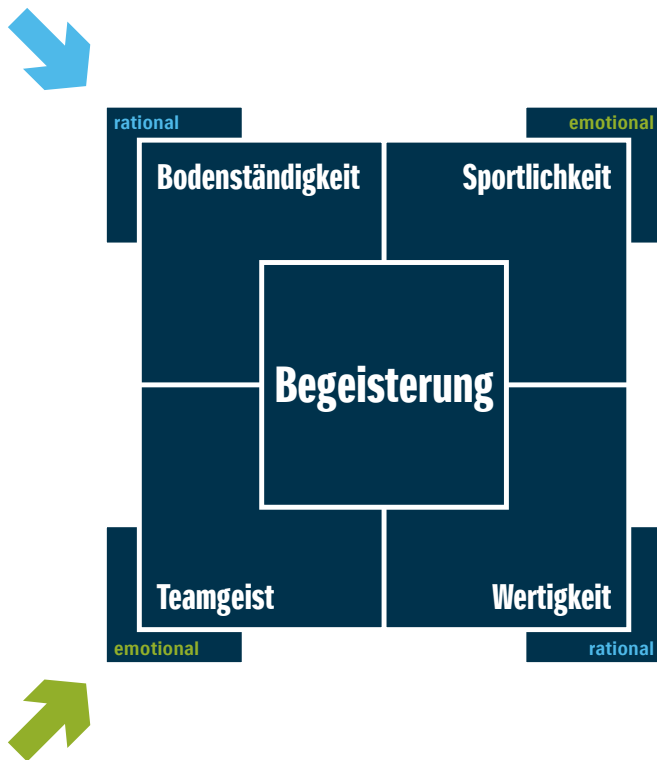 rational
emotional
Bodenständigkeit
Sportlichkeit
Begeisterung
Teamgeist
Wertigkeit
emotional
rational